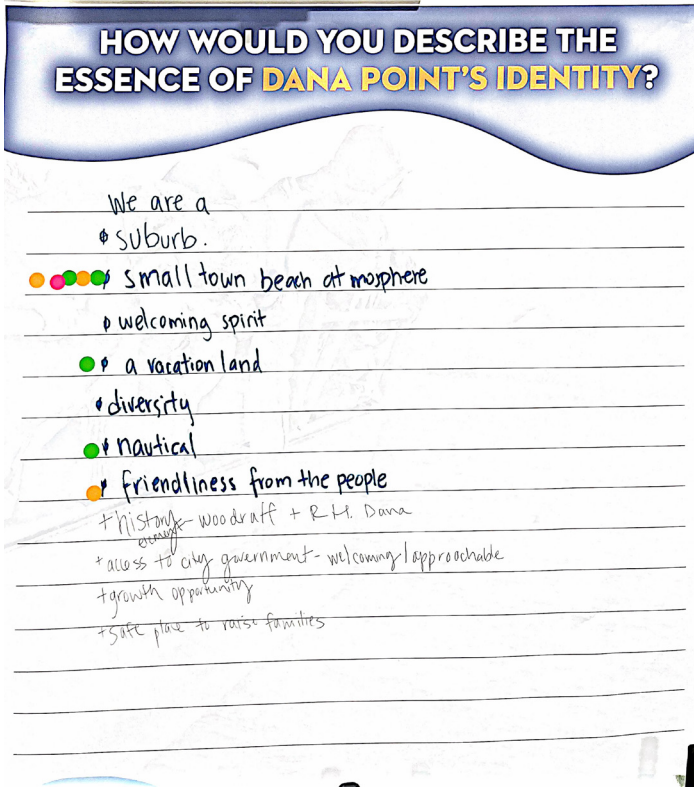 HOW WOULD YOU DESCRIBE THE
ESSENCE OF DANA POINT'S IDENTITY?
We are a
suburb.
small town beach atmosphere
welcoming spirit
a vacation land
diversity
nautical
friendliness from the people
+ history - woodruff + R.H. Dana
+ access to city government - welcoming/approachable
+ growth opportunity
+ safe place to raise families